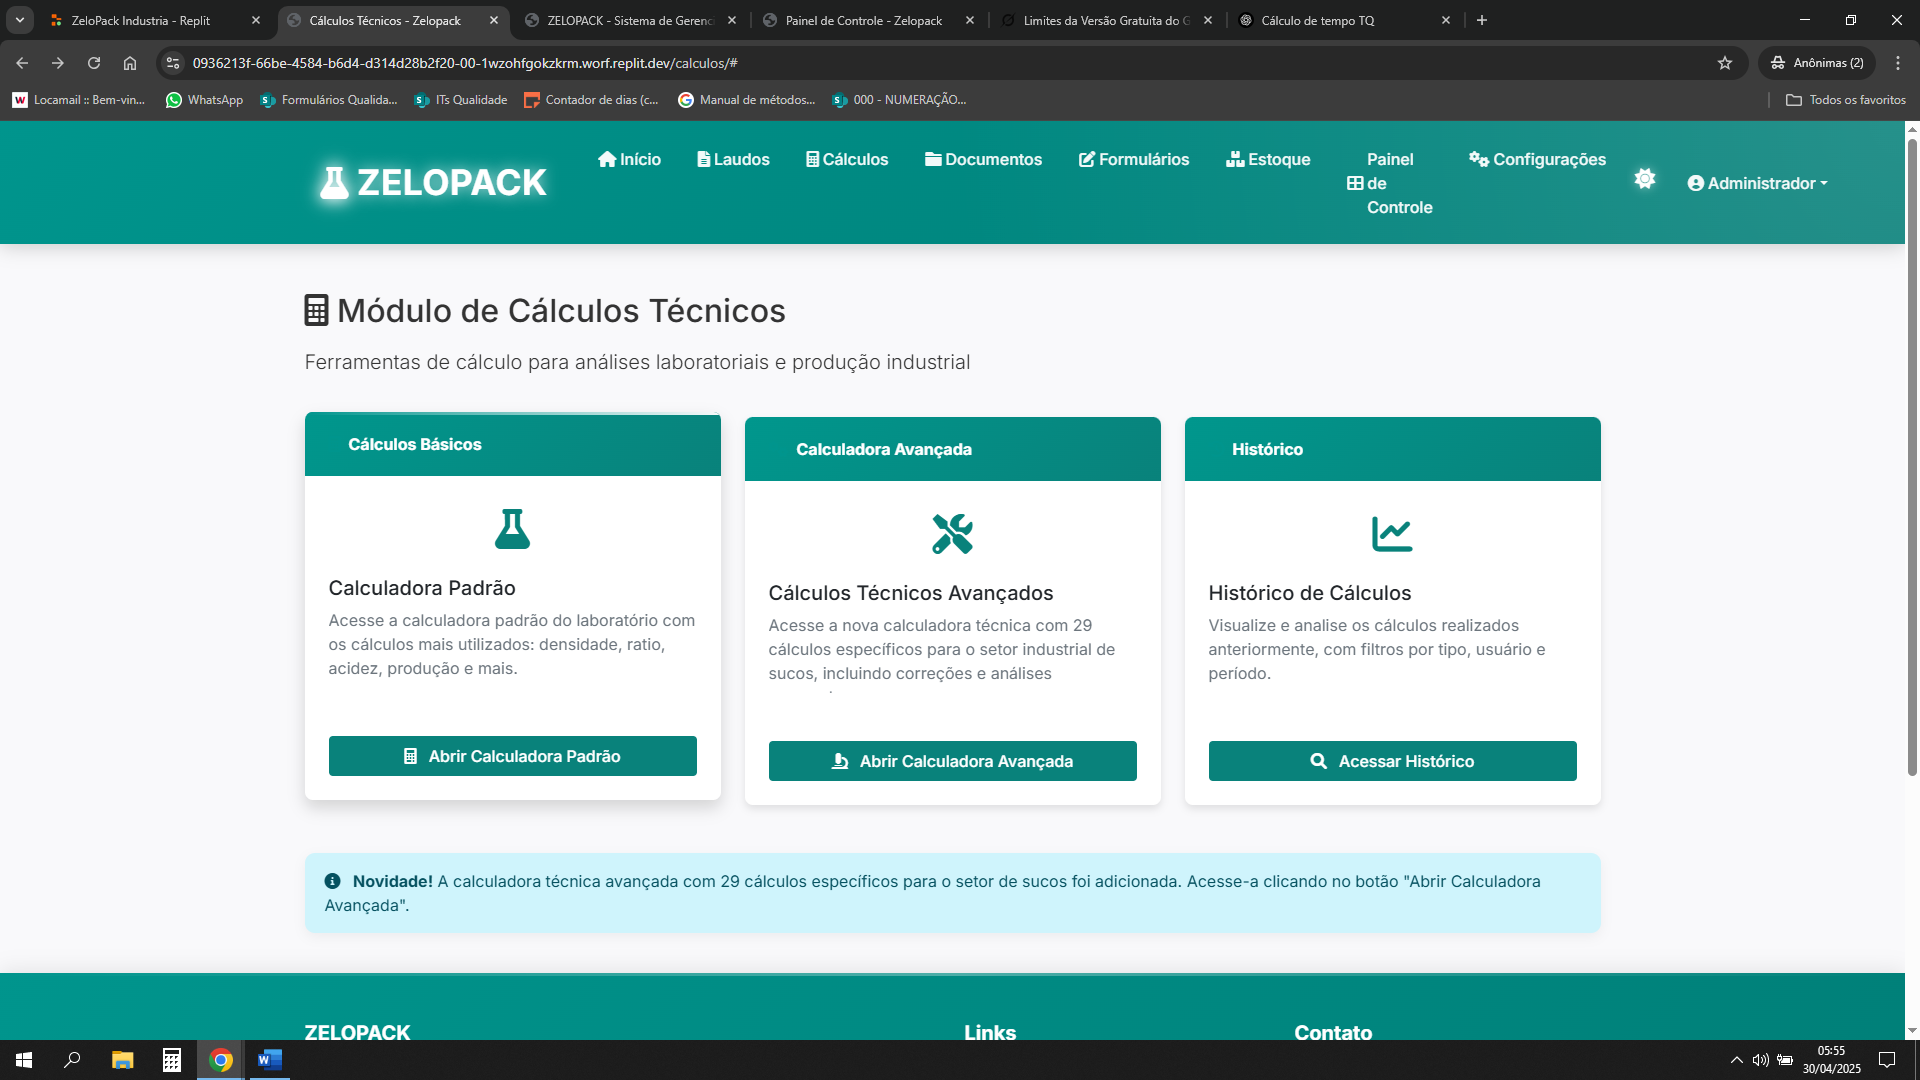 ZeloPack Industria - Replit
Cálculos Técnicos - Zelopack
ZELOPACK - Sistema de Gerenc
Painel de Controle - Zelopack
Limites da Versão Gratuita do G
Cálculo de tempo TQ
0936213f-66be-4584-b6d4-d314d28b2f20-00-1wzohfgokzkrm.worf.replit.dev/calculos/#
Anônimas (2)
Locamail :: Bem-vin...
WhatsApp
Formulários Qualida...
ITs Qualidade
Contador de dias (c...
Manual de métodos...
000 - NUMERAÇÃO...
Todos os favoritos
ZELOPACK
Início
Laudos
Cálculos
Documentos
Formulários
Estoque
Painel
de
Controle
Configurações
Administrador
Módulo de Cálculos Técnicos
Ferramentas de cálculo para análises laboratoriais e produção industrial
Cálculos Básicos
Calculadora Padrão
Acesse a calculadora padrão do laboratório com
os cálculos mais utilizados: densidade, ratio,
acidez, produção e mais.
Abrir Calculadora Padrão
Calculadora Avançada
Cálculos Técnicos Avançados
Acesse a nova calculadora técnica com 29
cálculos específicos para o setor industrial de
sucos, incluindo correções e análises
Abrir Calculadora Avançada
Histórico
Histórico de Cálculos
Visualize e analise os cálculos realizados
anteriormente, com filtros por tipo, usuário e
período.
Acessar Histórico
Novidade! A calculadora técnica avançada com 29 cálculos específicos para o setor de sucos foi adicionada. Acesse-a clicando no botão "Abrir Calculadora
Avançada".
ZELOPACK
Links
Contato
05:55
30/04/2025